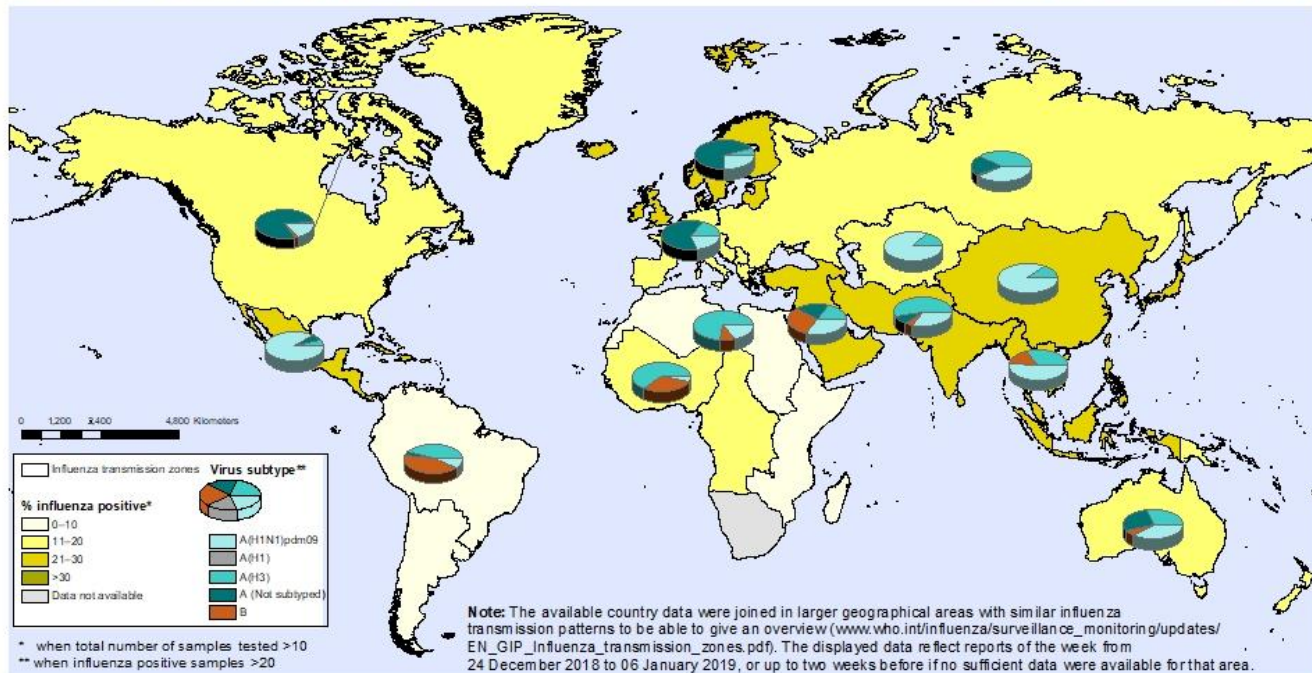 0 1,200 2,400 4,800 Kilometers
Influenza transmission zones
% influenza positive*
0–10
11–20
21–30
>30
Data not available
Virus subtype**
A(H1N1)pdm09
A(H1)
A(H3)
A (Not subtyped)
B
* when total number of samples tested >10
** when influenza positive samples >20
Note: The available country data were joined in larger geographical areas with similar influenza
transmission patterns to be able to give an overview (www.who.int/influenza/surveillance_monitoring/updates/
EN_GIP_Influenza_transmission_zones.pdf). The displayed data reflect reports of the week from
24 December 2018 to 06 January 2019, or up to two weeks before if no sufficient data were available for that area.